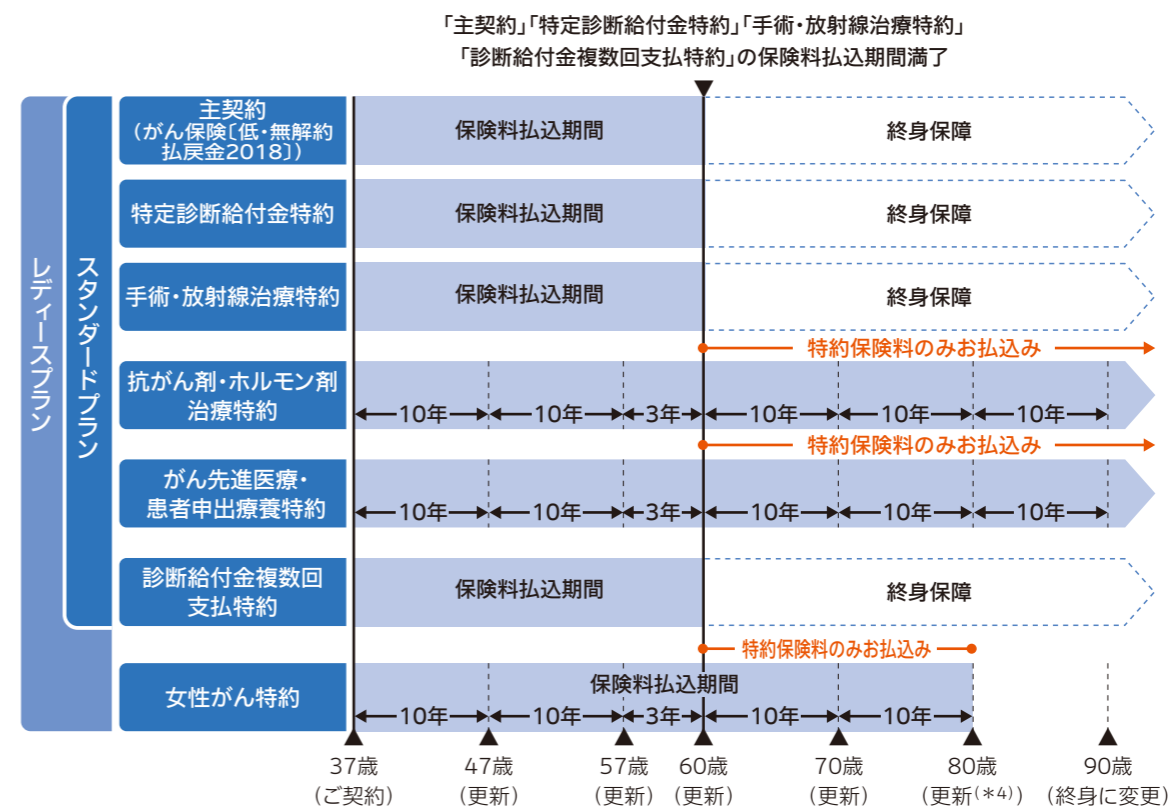 「主契約」「特定診断給付金特約」「手術・放射線治療特約」
「診断給付金複数回支払特約」の保険料払込期間満了
レディースプラン
スタンダードプラン
主契約
(がん保険〔低・無解約
払戻金2018〕)
保険料払込期間
終身保障
特定診断給付金特約
保険料払込期間
終身保障
手術・放射線治療特約
保険料払込期間
終身保障
特約保険料のみお払込み
抗がん剤・ホルモン剤
治療特約
10年 10年 3年 10年 10年 10年
特約保険料のみお払込み
がん先進医療・
患者申出療養特約
10年 10年 3年 10年 10年 10年
診断給付金複数回
支払特約
保険料払込期間
終身保障
特約保険料のみお払込み
女性がん特約
保険料払込期間
10年 10年 3年 10年 10年
37歳 47歳 57歳 60歳 70歳 80歳 90歳
(ご契約) (更新) (更新) (更新) (更新) (更新(*4)) (終身に変更)